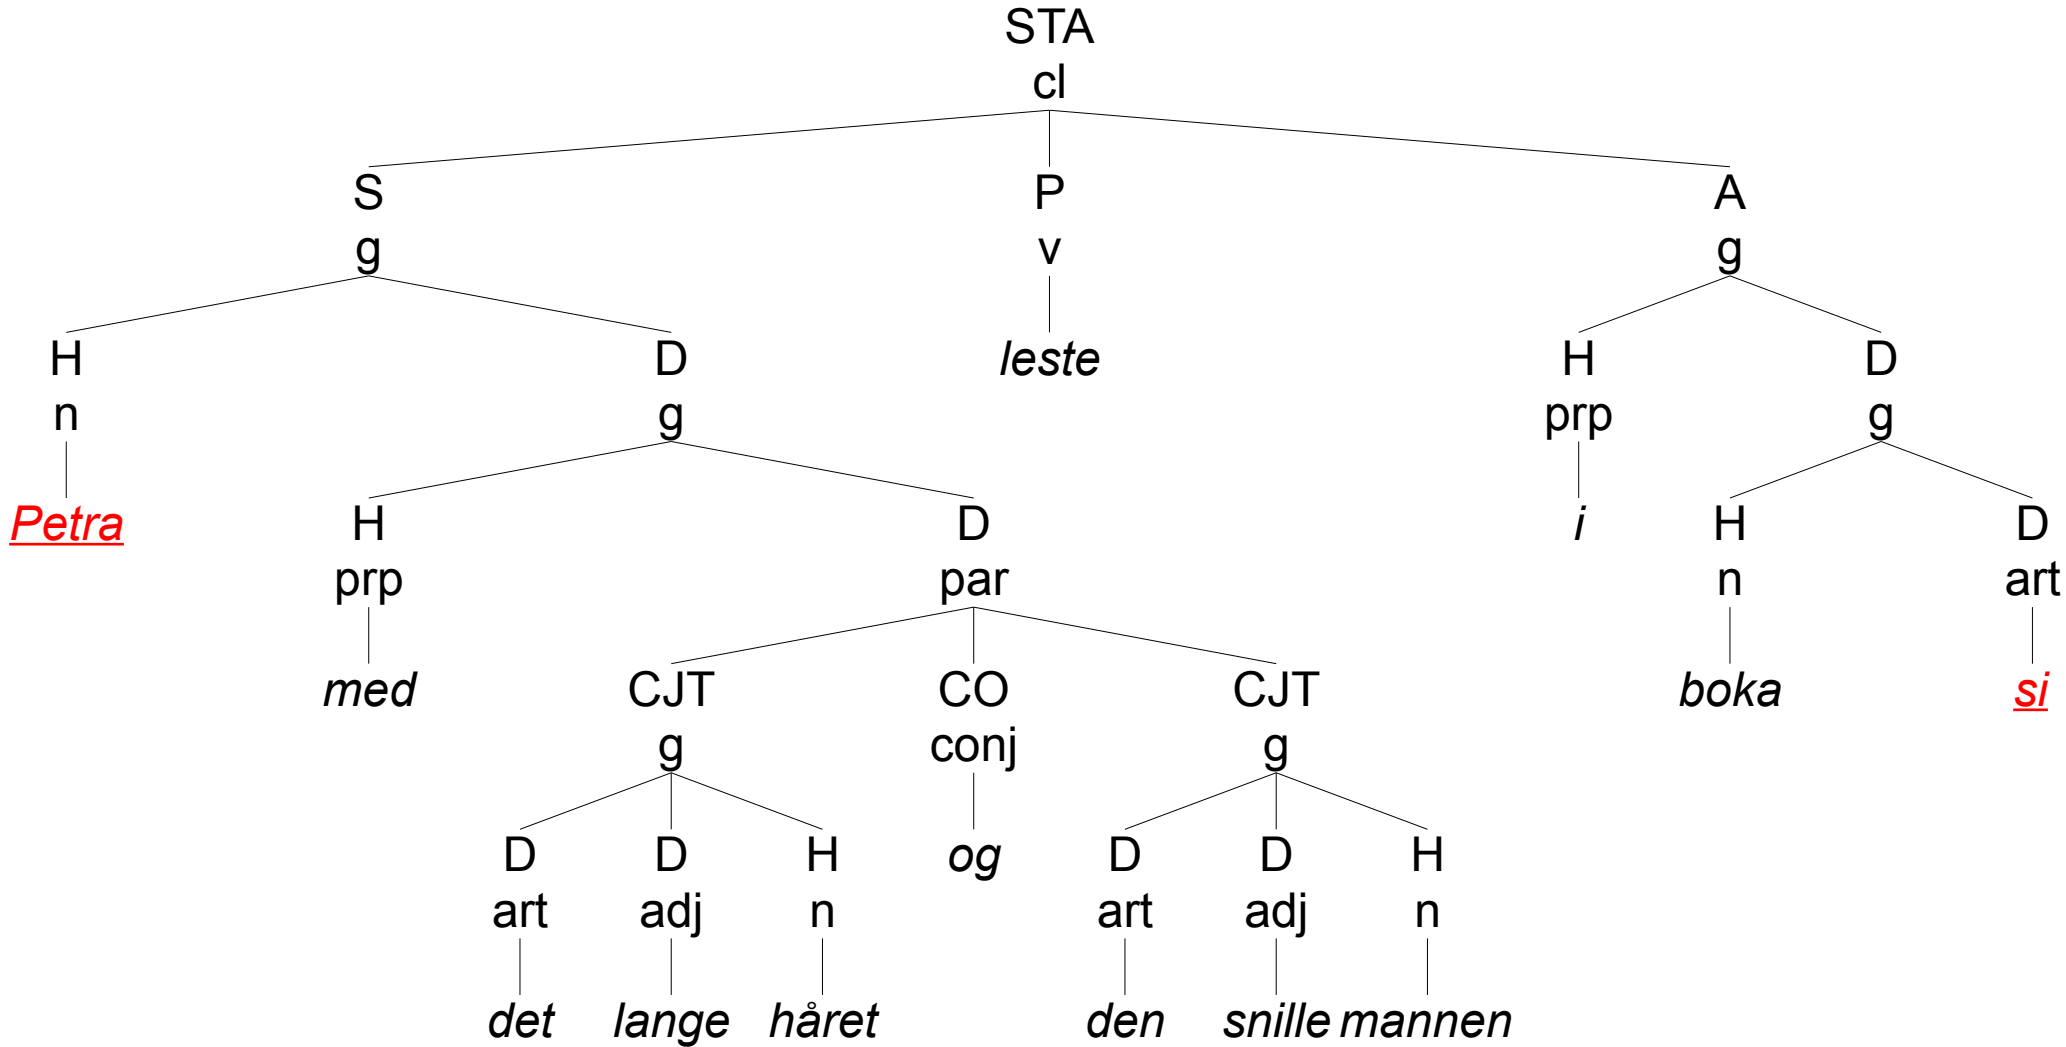 STA
cl
S P A
g v g
H D leste H D
n g prp g
Petra H D i H D
prp par n art
med CJT CO CJT boka si
g conj g
D D H og D D H
art adj n art adj n
det lange håret den snille mannen